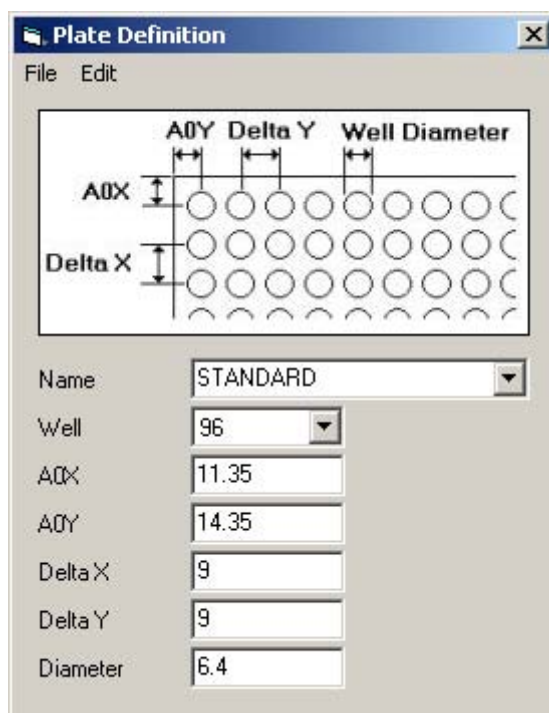 Plate Definition
File Edit
A0Y Delta Y Well Diameter
A0X
Delta X
Name STANDARD
Well 96
A0X 11.35
A0Y 14.35
Delta X 9
Delta Y 9
Diameter 6.4